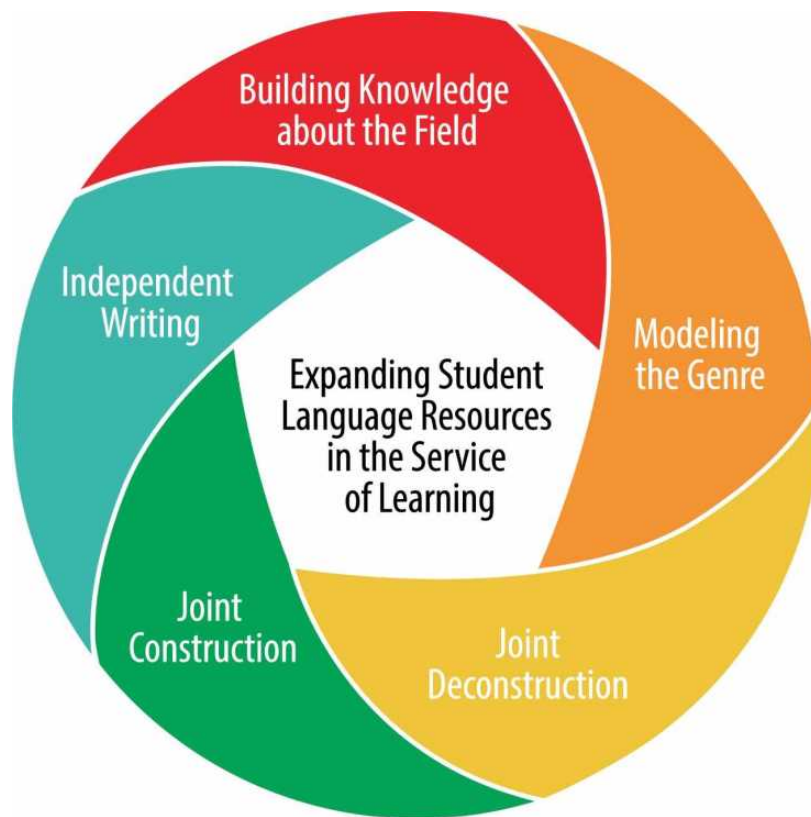 Building Knowledge
about the Field
Modeling
the Genre
Joint
Deconstruction
Joint
Construction
Independent
Writing
Expanding Student
Language Resources
in the Service
of Learning